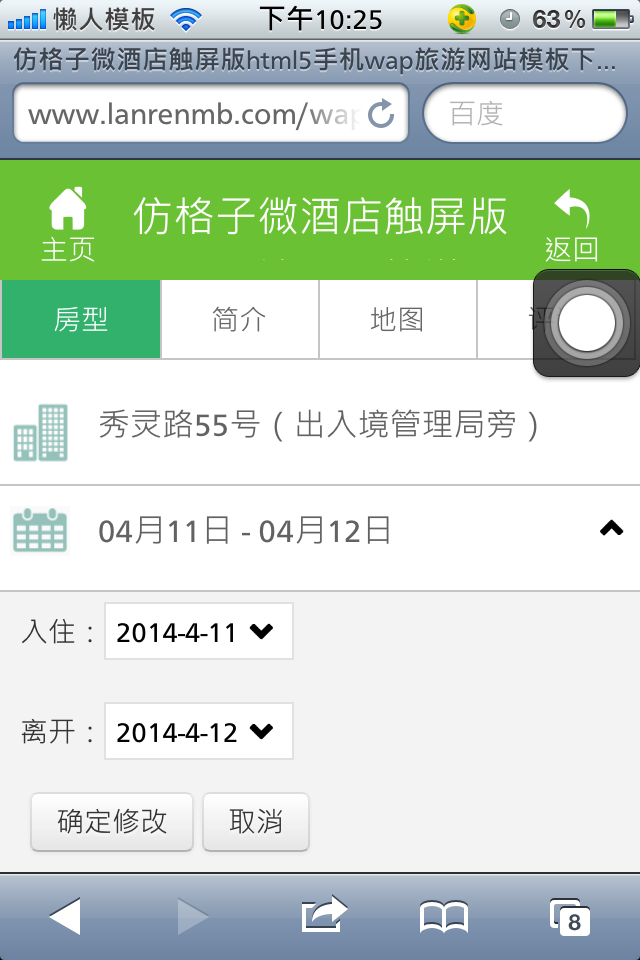 懒人模板 下午10:25 63%
仿格子微酒店触屏版html5手机wap旅游网站模板下...
www.lanrenmb.com/wap 百度
仿格子微酒店触屏版
主页 返回
房型 简介 地图 评
秀灵路55号（出入境管理局旁）
04月11日 - 04月12日
入住： 2014-4-11
离开： 2014-4-12
确定修改 取消
8